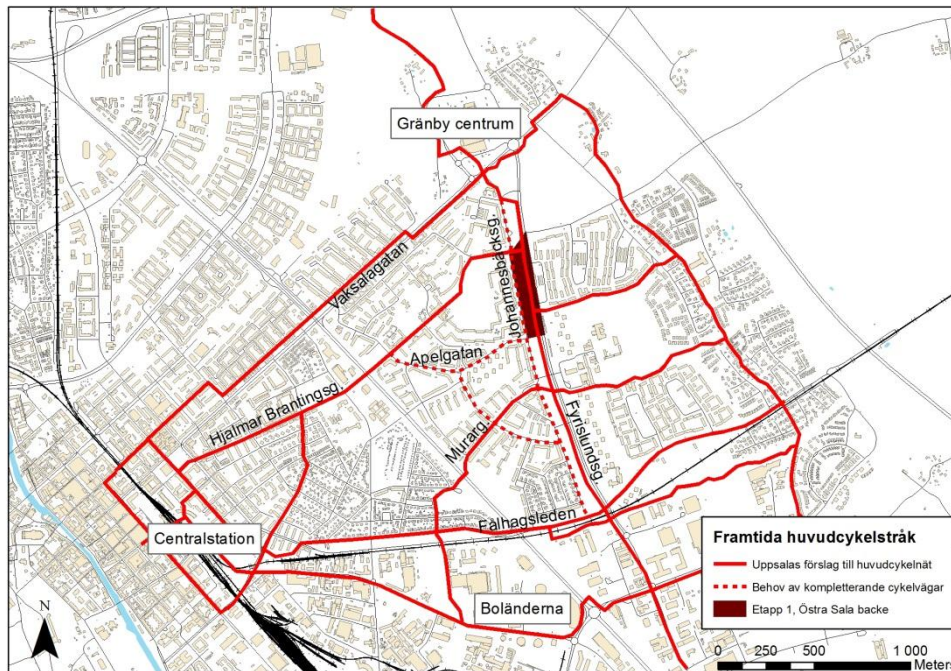 Gränby centrum
Vaksalagatan
Johannesbäcksg.
Apelgatan
Hjalmar Brantingsg.
Murarg.
Fyrislundsg.
Fålhagsleden
Centralstation
Boländerna
N
Framtida huvudcykelstråk
Uppsalas förslag till huvudcykelnät
Behov av kompletterande cykelvägar
Etapp 1, Östra Sala backe
0 250 500 1 000
Meter